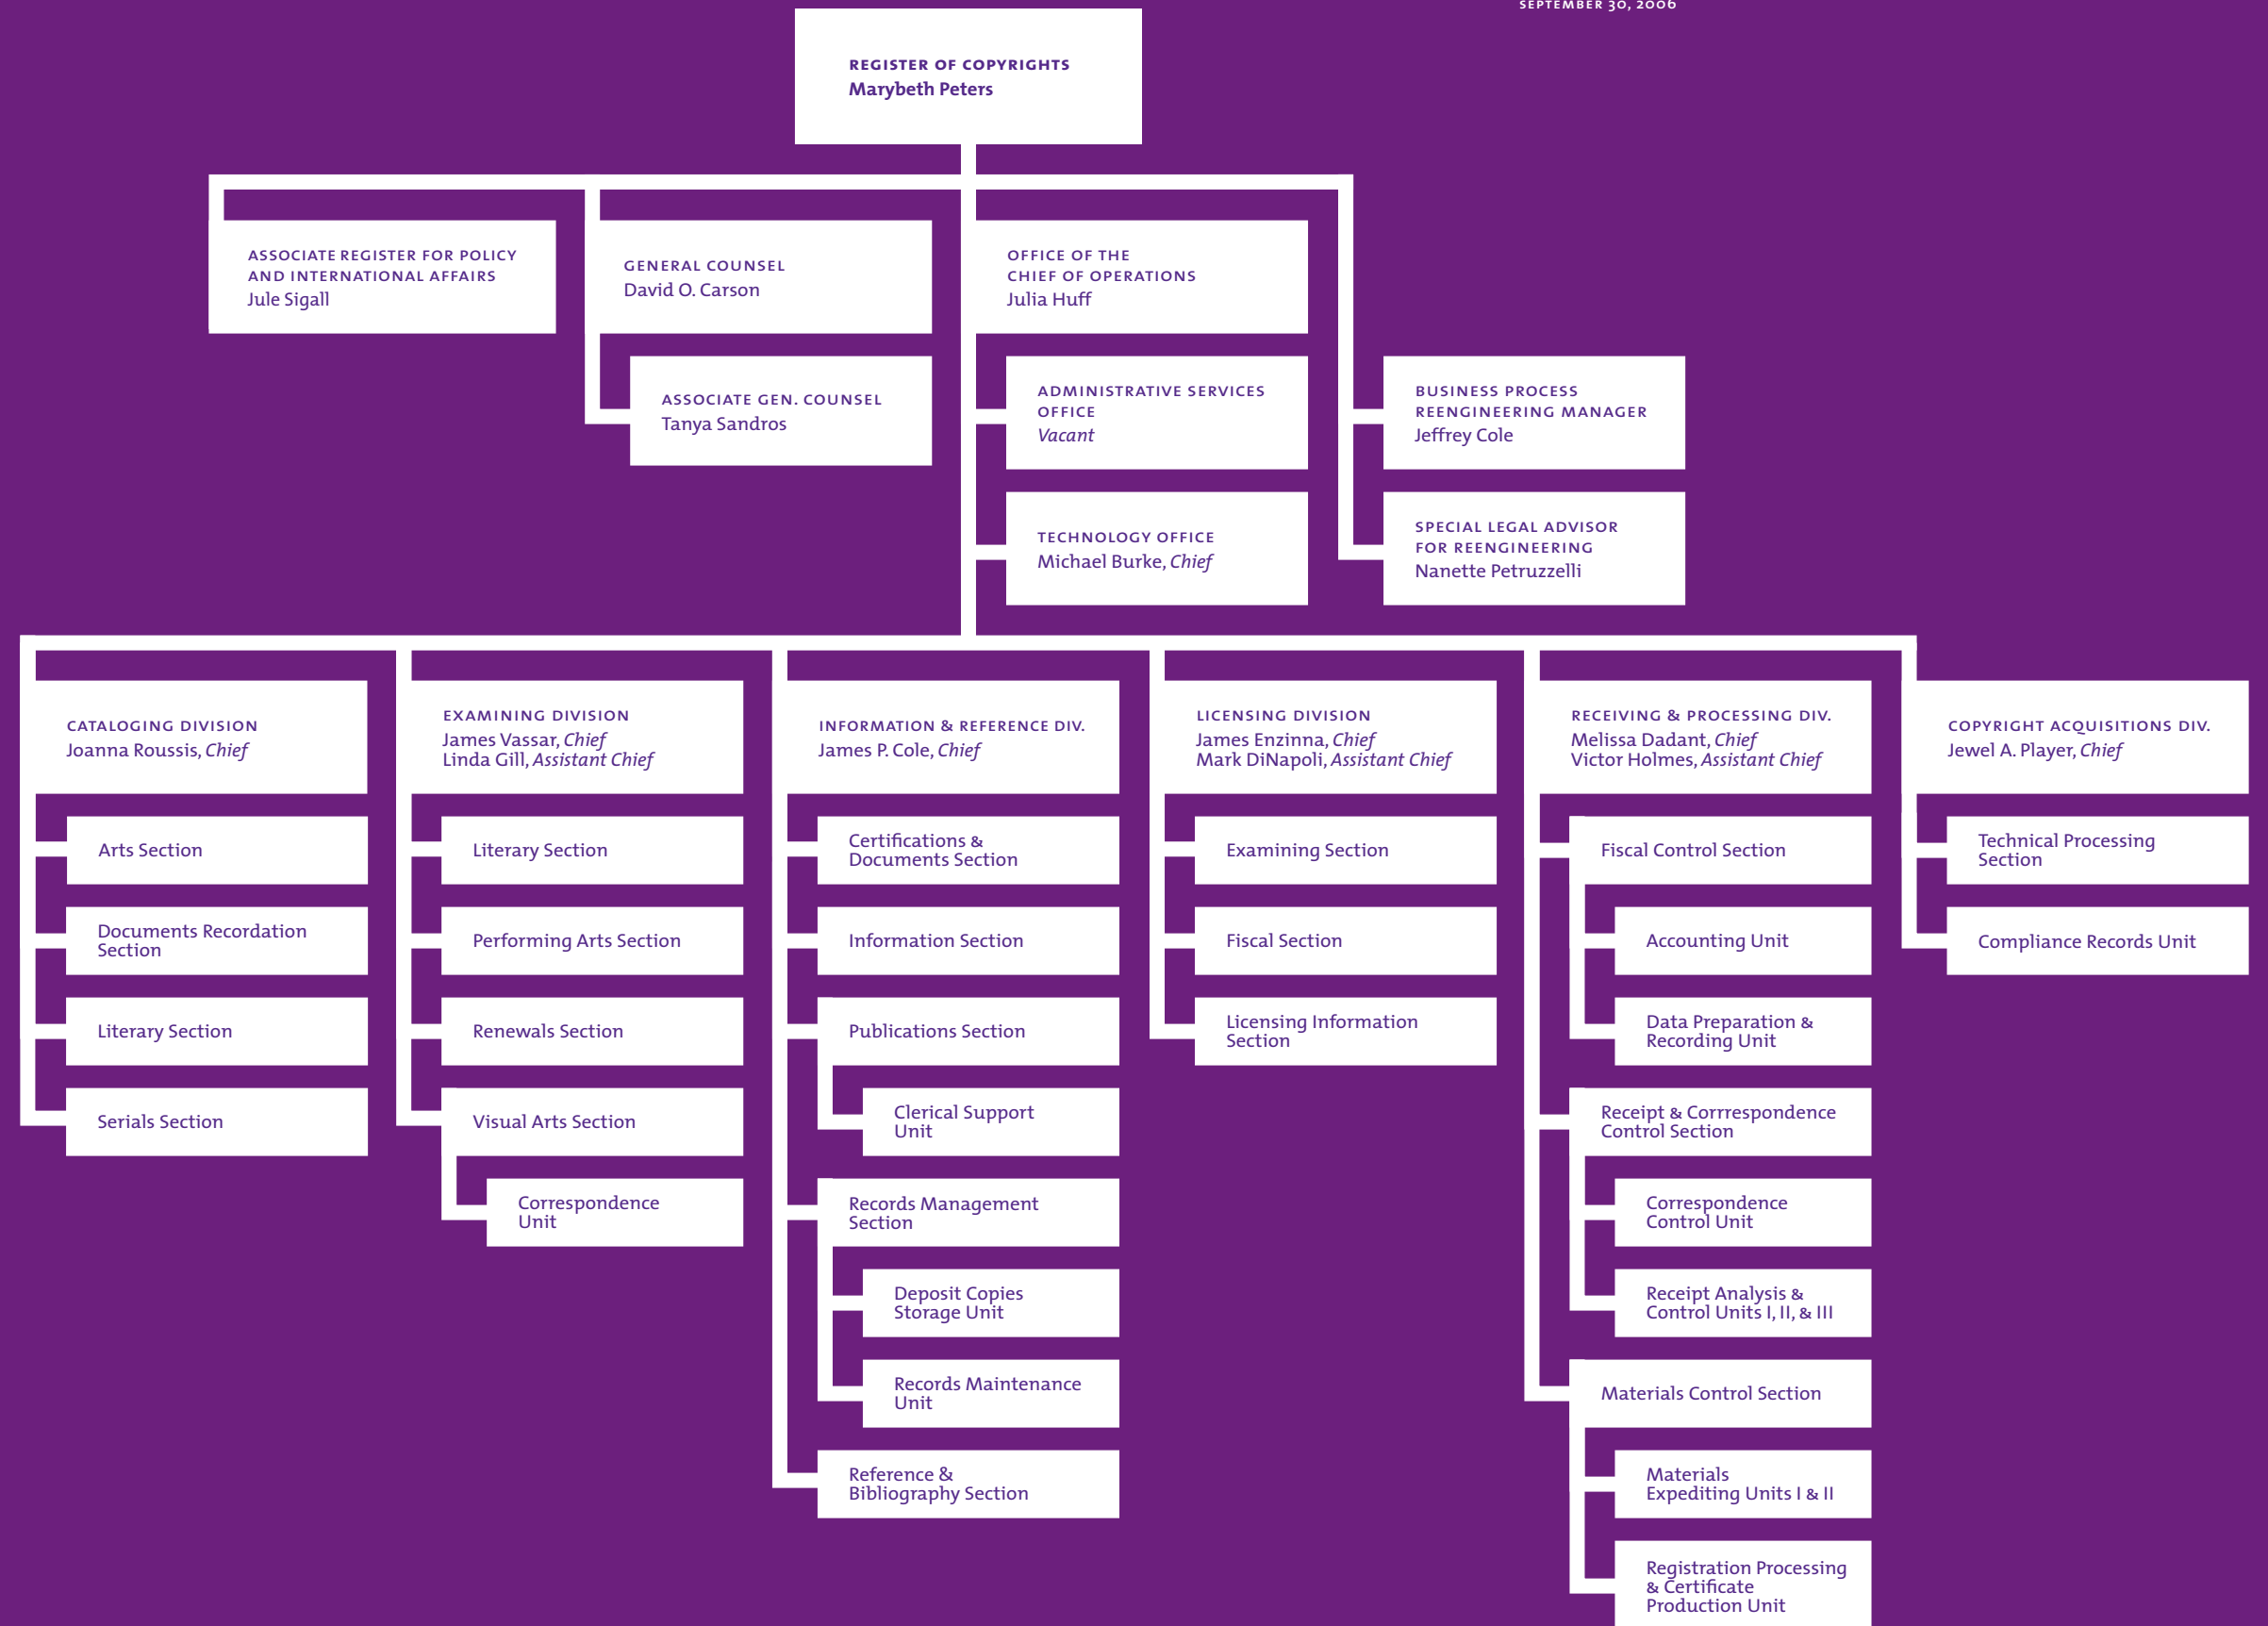 SEPTEMBER 30, 2006
REGISTER OF COPYRIGHTS
Marybeth Peters
ASSOCIATE REGISTER FOR POLICY
AND INTERNATIONAL AFFAIRS
Jule Sigall
GENERAL COUNSEL
David O. Carson
OFFICE OF THE
CHIEF OF OPERATIONS
Julia Huff
ASSOCIATE GEN. COUNSEL
Tanya Sandros
ADMINISTRATIVE SERVICES
OFFICE
Vacant
BUSINESS PROCESS
REENGINEERING MANAGER
Jeffrey Cole
TECHNOLOGY OFFICE
Michael Burke, Chief
SPECIAL LEGAL ADVISOR
FOR REENGINEERING
Nanette Petruzzelli
CATALOGING DIVISION
Joanna Roussis, Chief
Arts Section
Documents Recordation
Section
Literary Section
Serials Section
EXAMINING DIVISION
James Vassar, Chief
Linda Gill, Assistant Chief
Literary Section
Performing Arts Section
Renewals Section
Visual Arts Section
Correspondence
Unit
INFORMATION & REFERENCE DIV.
James P. Cole, Chief
Certifications &
Documents Section
Information Section
Publications Section
Clerical Support
Unit
Records Management
Section
Deposit Copies
Storage Unit
Records Maintenance
Unit
Reference &
Bibliography Section
LICENSING DIVISION
James Enzinna, Chief
Mark DiNapoli, Assistant Chief
Examining Section
Fiscal Section
Licensing Information
Section
RECEIVING & PROCESSING DIV.
Melissa Dadant, Chief
Victor Holmes, Assistant Chief
Fiscal Control Section
Accounting Unit
Data Preparation &
Recording Unit
Receipt & Corrrespondence
Control Section
Correspondence
Control Unit
Receipt Analysis &
Control Units I, II, & III
Materials Control Section
Materials
Expediting Units I & II
Registration Processing
& Certificate
Production Unit
COPYRIGHT ACQUISITIONS DIV.
Jewel A. Player, Chief
Technical Processing
Section
Compliance Records Unit